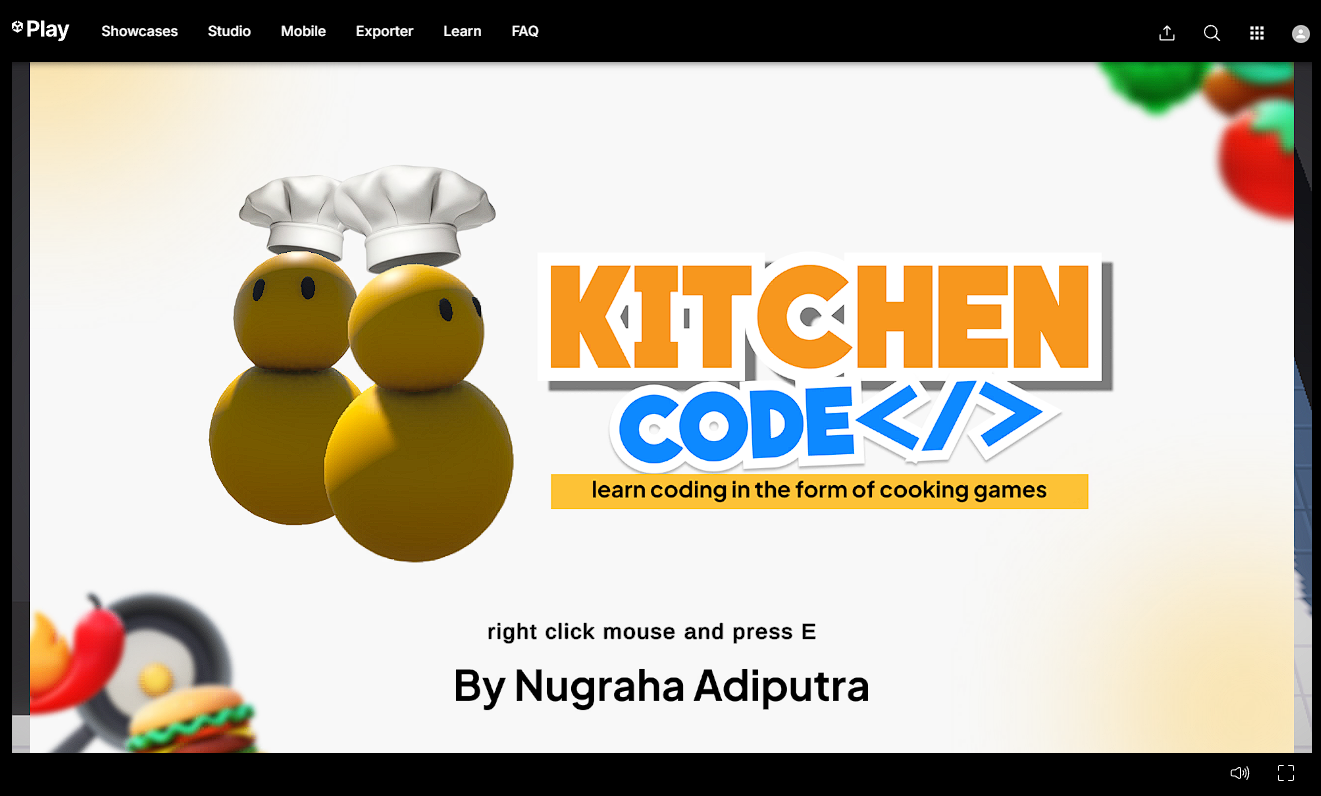 Play Showcases Studio Mobile Exporter Learn FAQ
KITCHEN
CODE</>
learn coding in the form of cooking games
right click mouse and press E
By Nugraha Adiputra